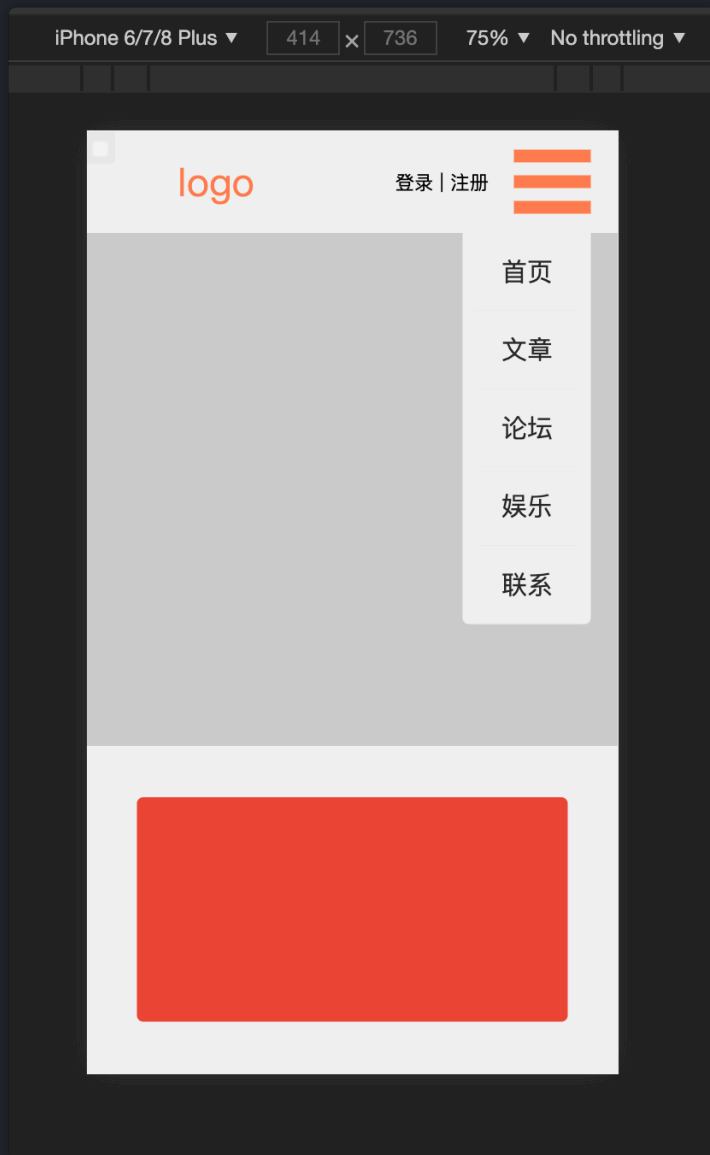 iPhone 6/7/8 Plus ▼ 414 × 736 75% ▼ No throttling ▼
logo 登录 | 注册
首页
文章
论坛
娱乐
联系